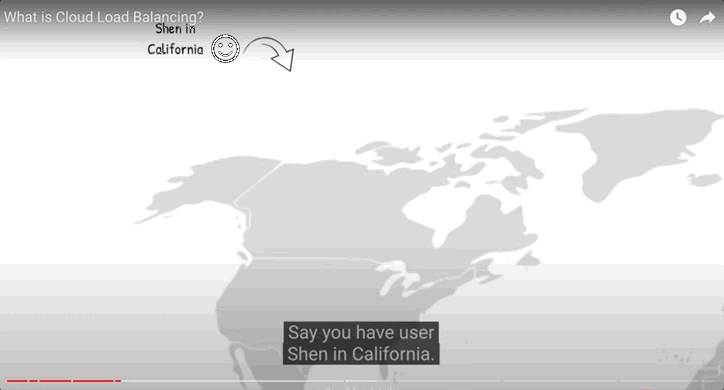 What is Cloud Load Balancing?
Shen in
California
Say you have user
Shen in California.